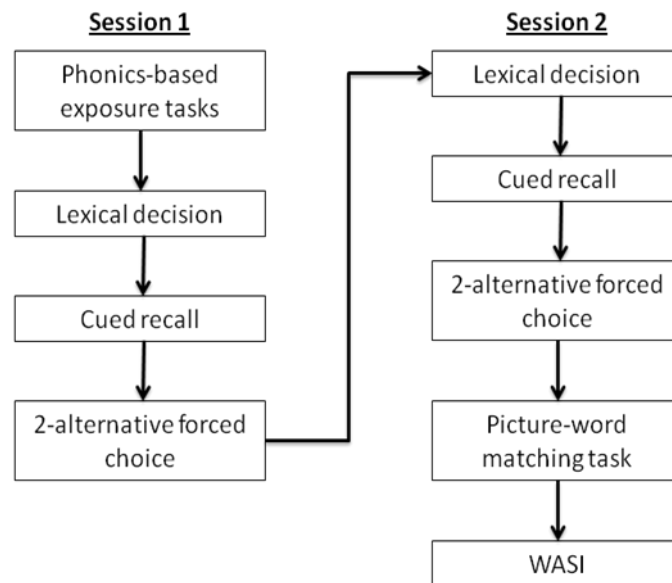 Session 1
Phonics-based
exposure tasks
Lexical decision
Cued recall
2-alternative forced
choice
Session 2
Lexical decision
Cued recall
2-alternative forced
choice
Picture-word
matching task
WASI